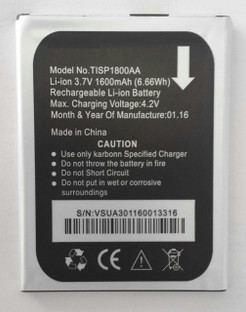 Model No.TISP1800AA
Li-ion 3.7V 1600mAh (6.66Wh)
Rechargeable Li-ion Battery
Max. Charging Voltage:4.2V
Month & Year Of Manufacturing:01.16
Made in China
CAUTION :
Use only karbonn Specified Charger
Do not throw the battery in fire
Do not Short Circuit
Do not put in wet or corrosive
surroundings
S/N:VSUA301160013316
CE